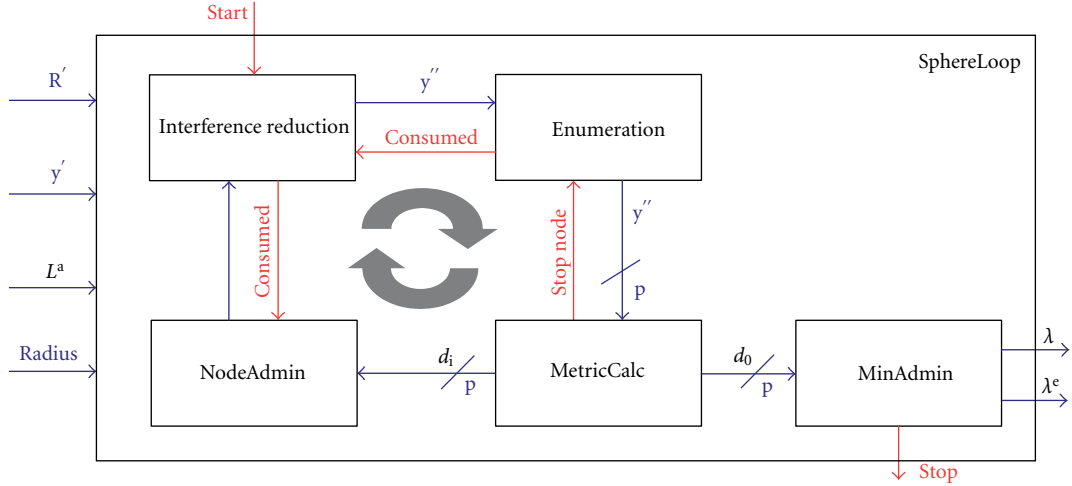 Start
SphereLoop
R′
y′′
Interference reduction
Enumeration
Consumed
y′
y′′
Consumed
Stop node
Lᵃ
p
Radius
NodeAdmin
dᵢ
p
MetricCalc
d₀
p
MinAdmin
λ
λᵉ
Stop